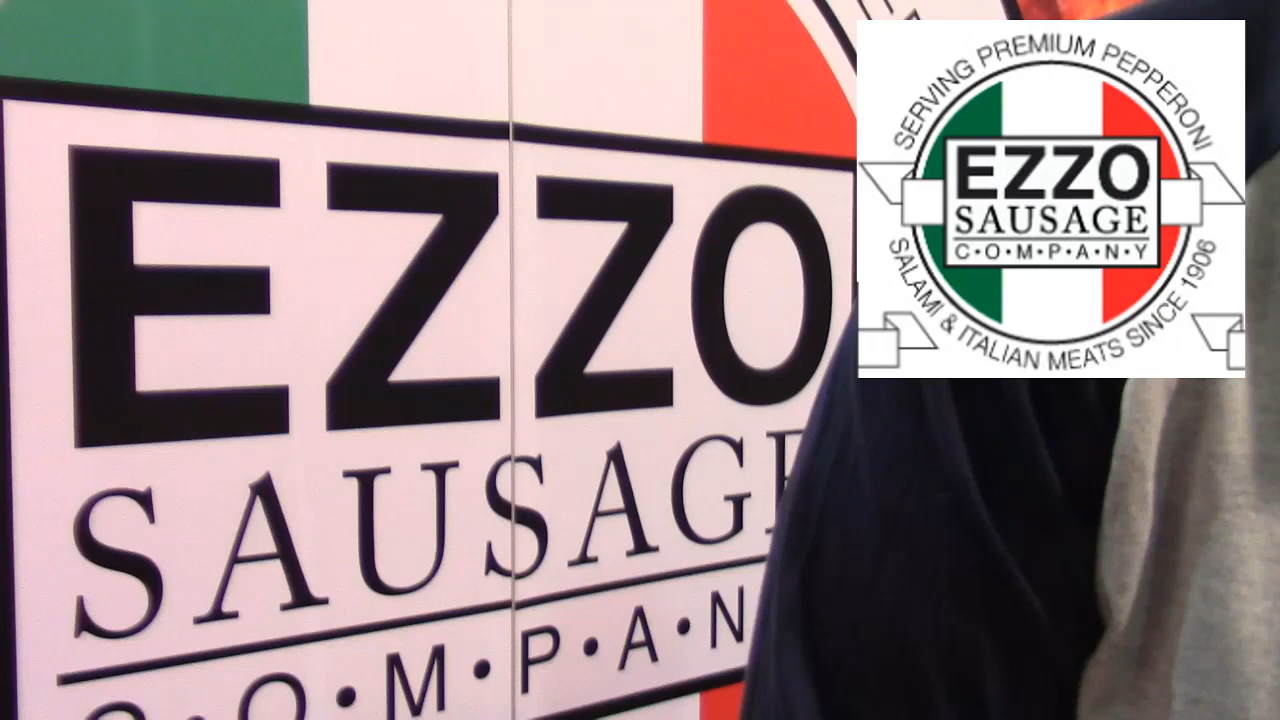 EZZO
SAUSAGE
C·O·M·P·A·N
SERVING PREMIUM PEPPERONI
EZZO
SAUSAGE
C·O·M·P·A·N·Y
SALAMI & ITALIAN MEATS SINCE 1906